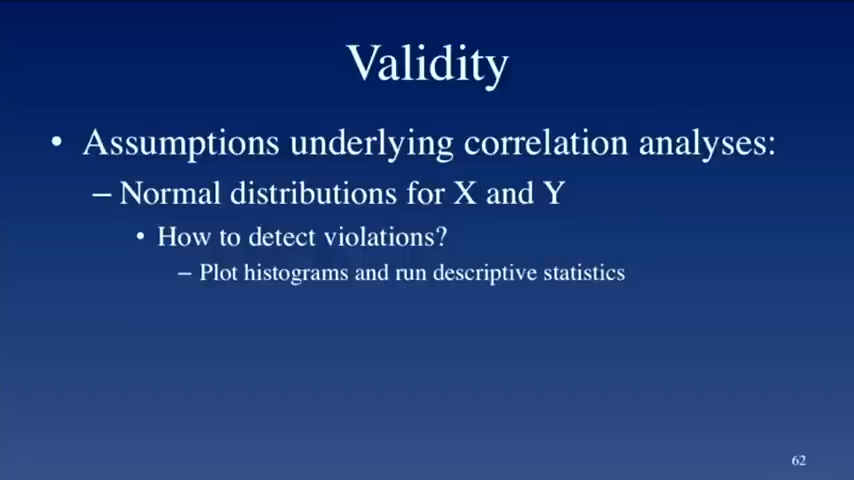 Validity
• Assumptions underlying correlation analyses:
– Normal distributions for X and Y
• How to detect violations?
– Plot histograms and run descriptive statistics
62